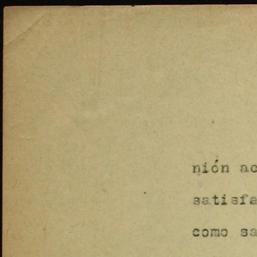 nión ac
satisfa
como sa